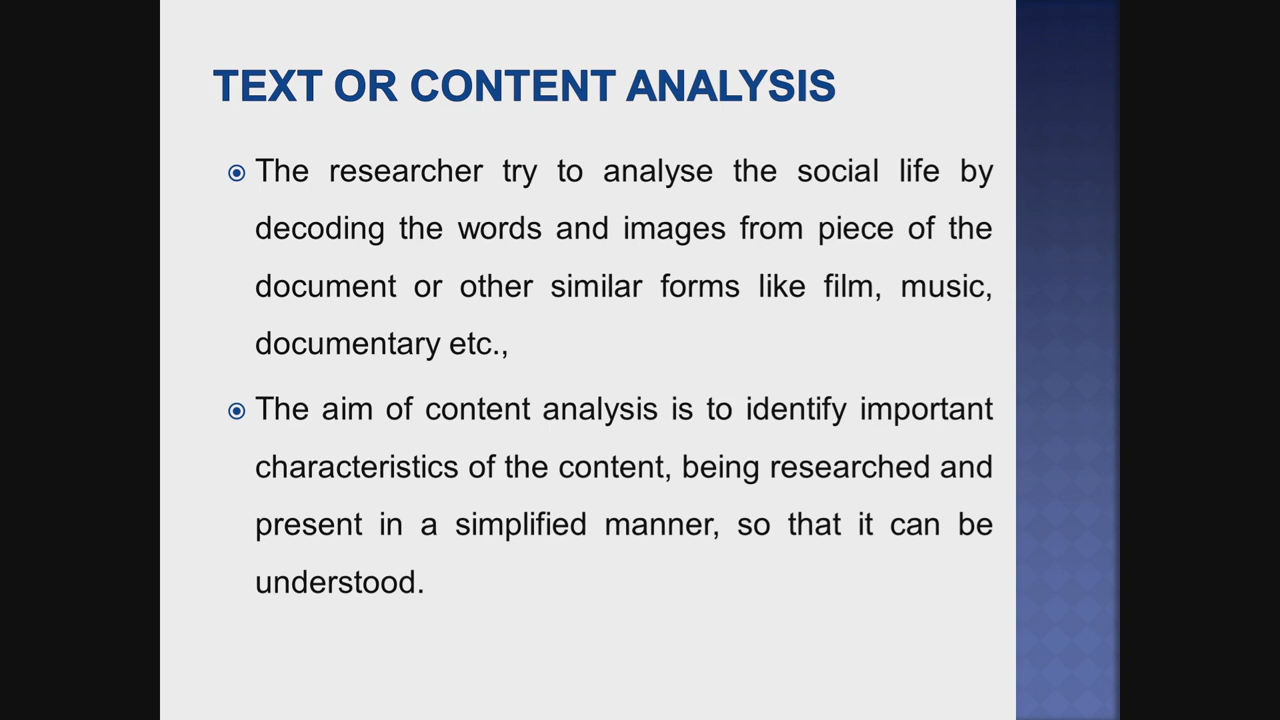 TEXT OR CONTENT ANALYSIS
The researcher try to analyse the social life by
decoding the words and images from piece of the
document or other similar forms like film, music,
documentary etc.,
The aim of content analysis is to identify important
characteristics of the content, being researched and
present in a simplified manner, so that it can be
understood.